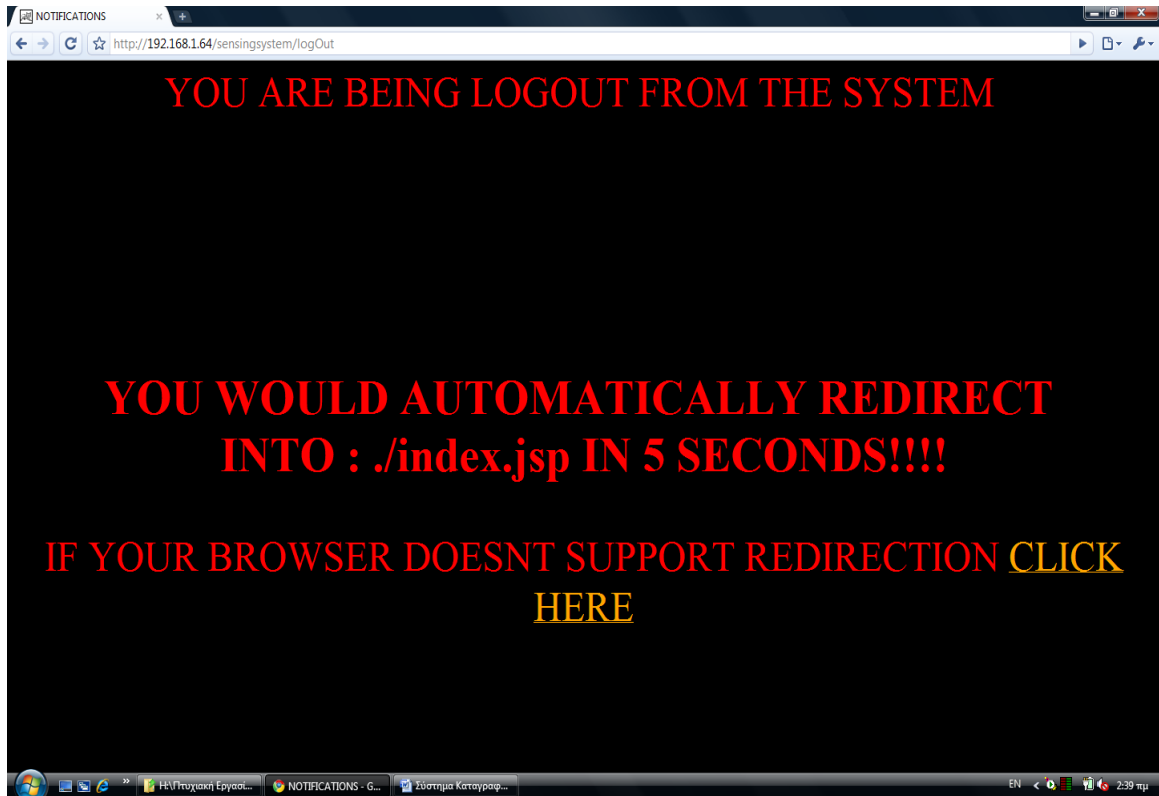 NOTIFICATIONS
http://192.168.1.64/sensingsystem/logOut
YOU ARE BEING LOGOUT FROM THE SYSTEM
YOU WOULD AUTOMATICALLY REDIRECT
INTO : ./index.jsp IN 5 SECONDS!!!!
IF YOUR BROWSER DOESNT SUPPORT REDIRECTION CLICK
HERE
H:\Πτυχιακή Εργασί... NOTIFICATIONS - G... Σύστημα Καταγραφ... EN 2:39 πμ